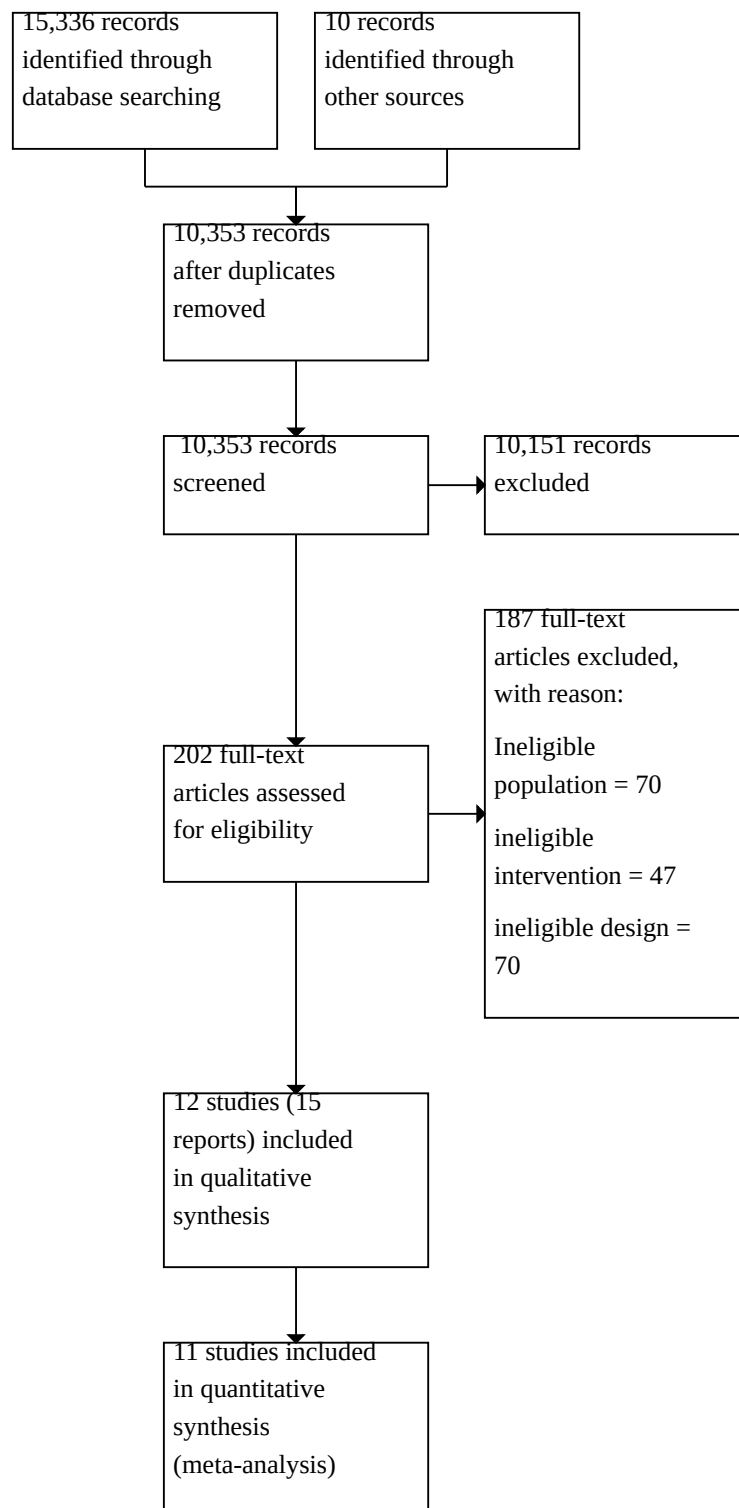 15,336 records
identified through
database searching
10 records
identified through
other sources
10,353 records
after duplicates
removed
10,353 records
screened
10,151 records
excluded
187 full-text
articles excluded,
with reason:
Ineligible
population = 70
ineligible
intervention = 47
ineligible design =
70
202 full-text
articles assessed
for eligibility
12 studies (15
reports) included
in qualitative
synthesis
11 studies included
in quantitative
synthesis
(meta-analysis)